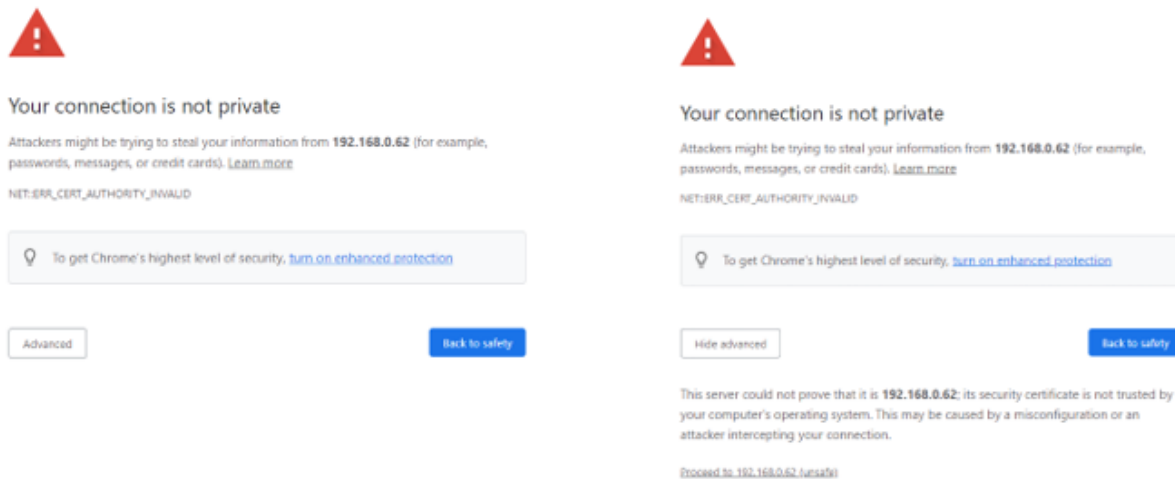 Your connection is not private
Attackers might be trying to steal your information from 192.168.0.62 (for example,
passwords, messages, or credit cards). Learn more
NET::ERR_CERT_AUTHORITY_INVALID
To get Chrome's highest level of security, turn on enhanced protection
Advanced
Back to safety
Your connection is not private
Attackers might be trying to steal your information from 192.168.0.62 (for example,
passwords, messages, or credit cards). Learn more
NET::ERR_CERT_AUTHORITY_INVALID
To get Chrome's highest level of security, turn on enhanced protection
Hide advanced
Back to safety
This server could not prove that it is 192.168.0.62; its security certificate is not trusted by
your computer's operating system. This may be caused by a misconfiguration or an
attacker intercepting your connection.
Proceed to 192.168.0.62 (unsafe)